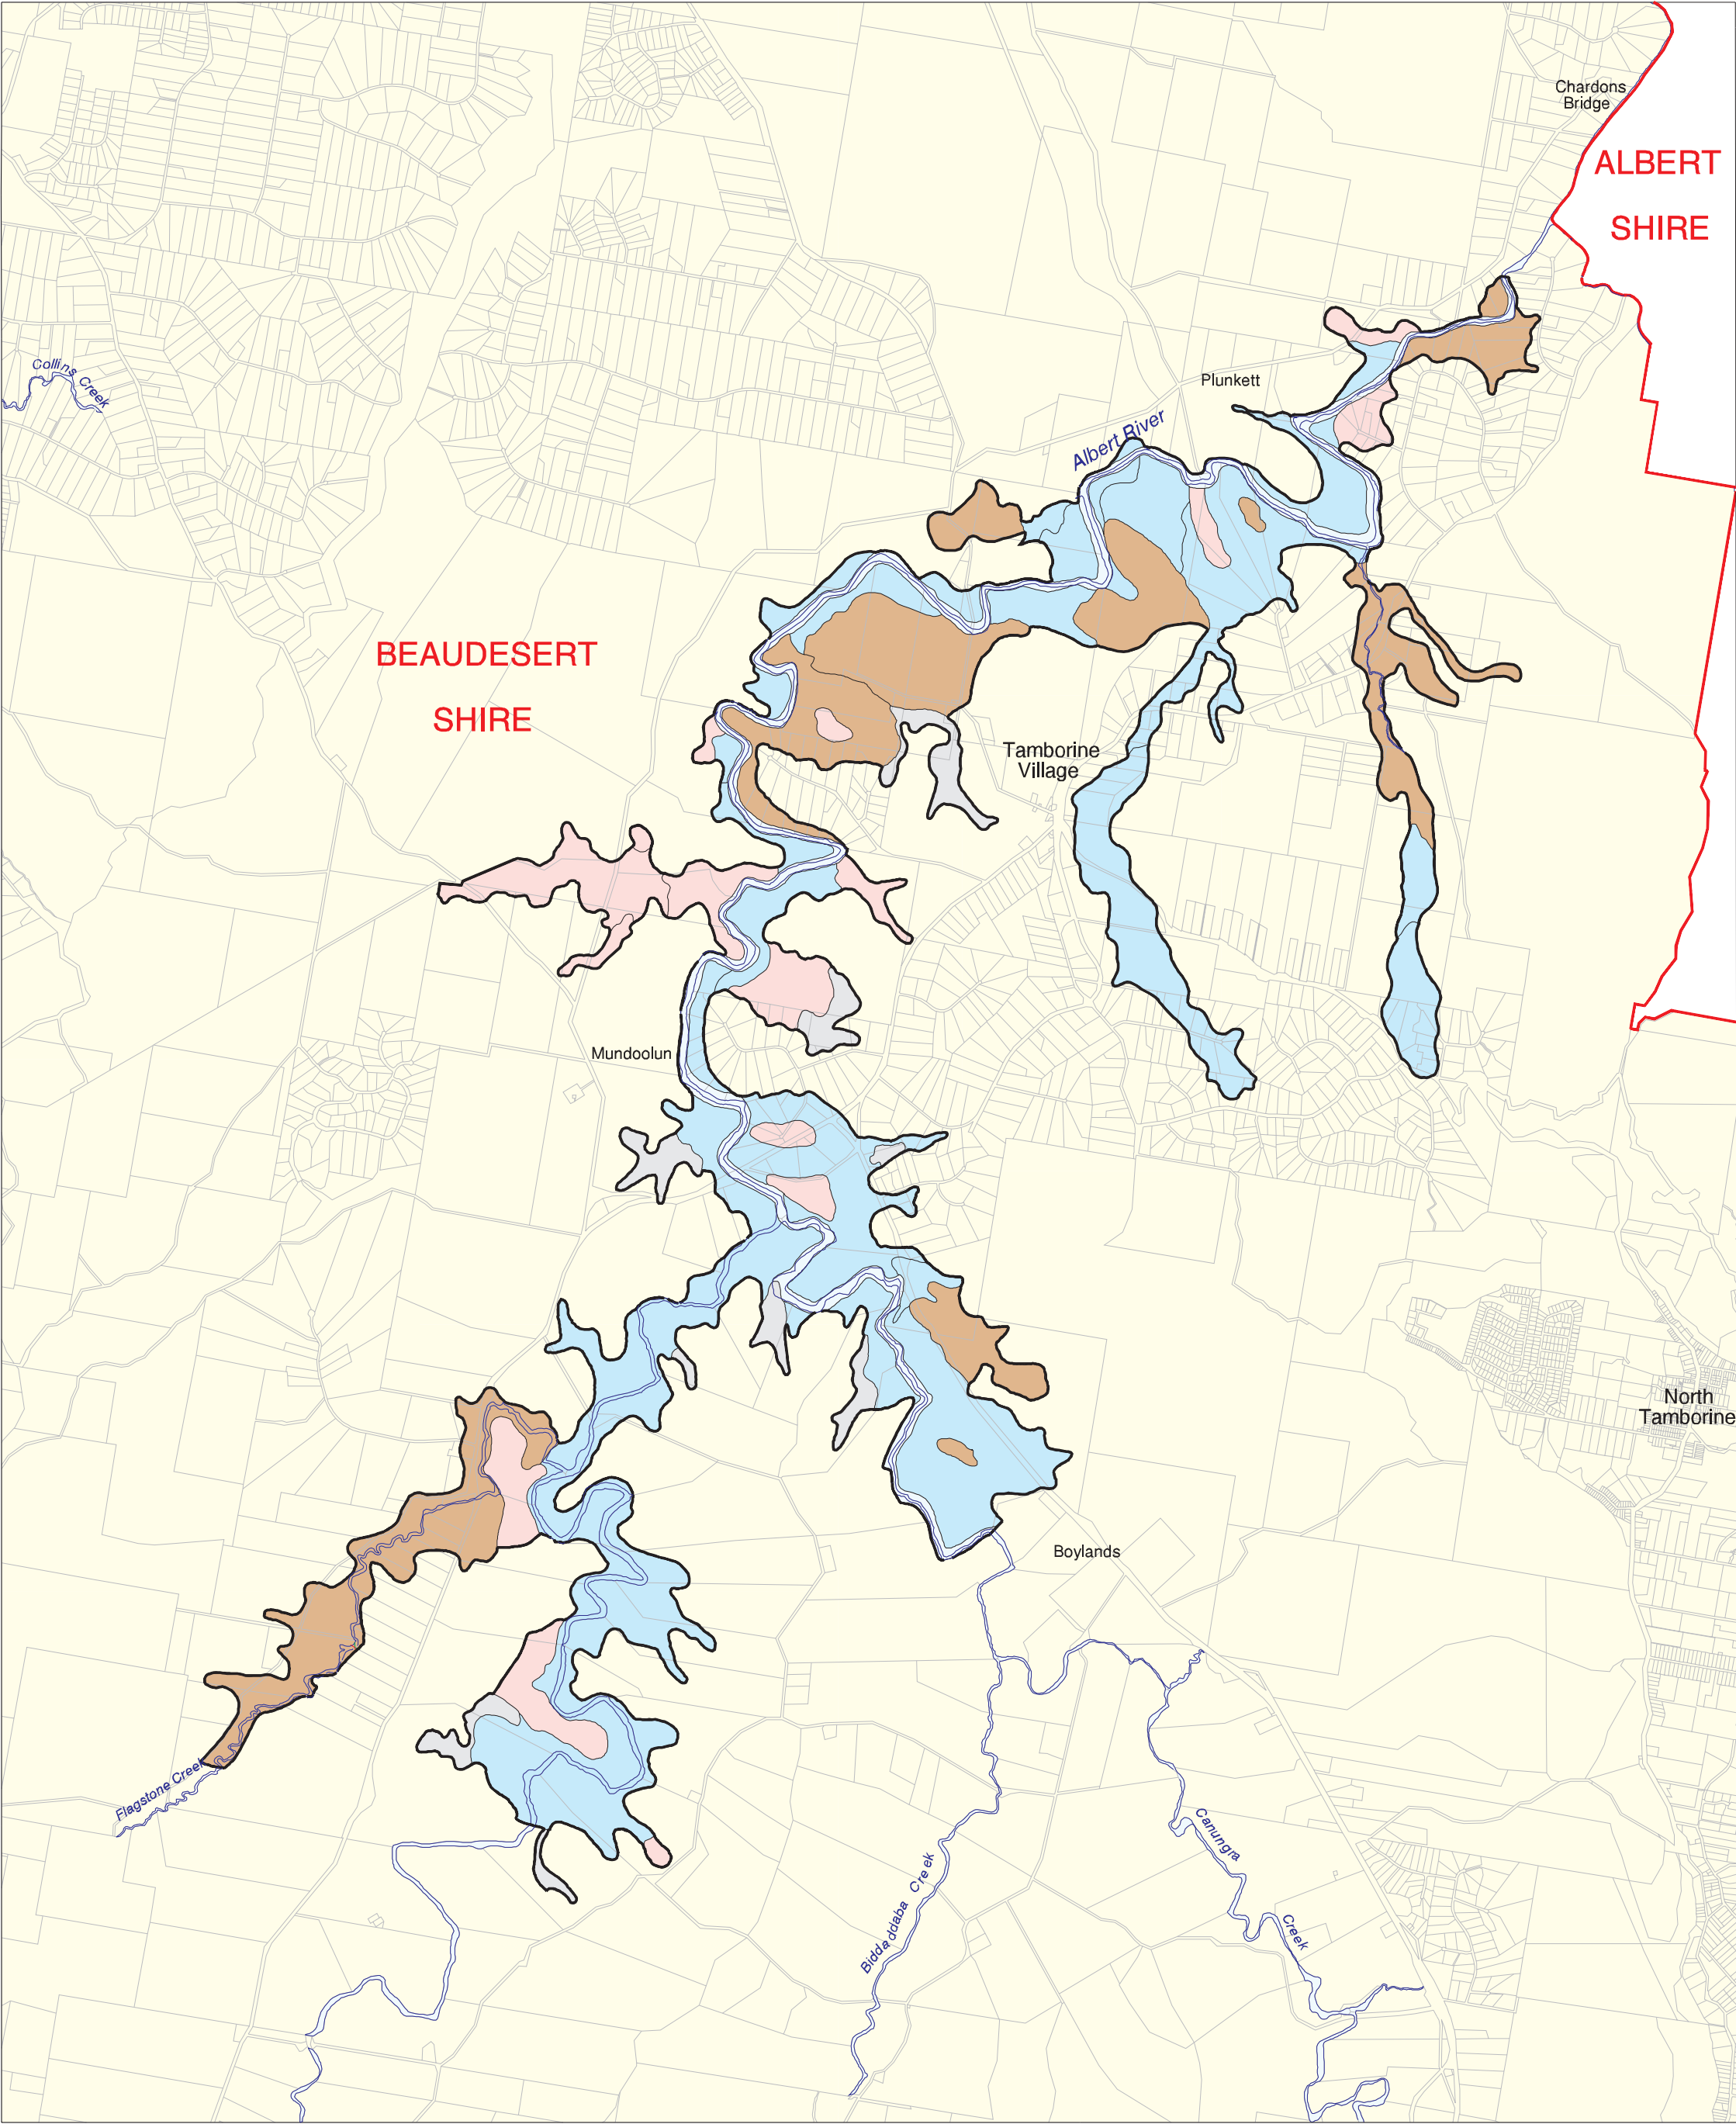 Chardons
Bridge
ALBERT
SHIRE
Collins Creek
Plunkett
Albert River
BEAUDESERT
SHIRE
Tamborine
Village
Mundoolun
North
Tamborine
Boylands
Flagstone Creek
Canungra
Creek
Biddaddaba Creek